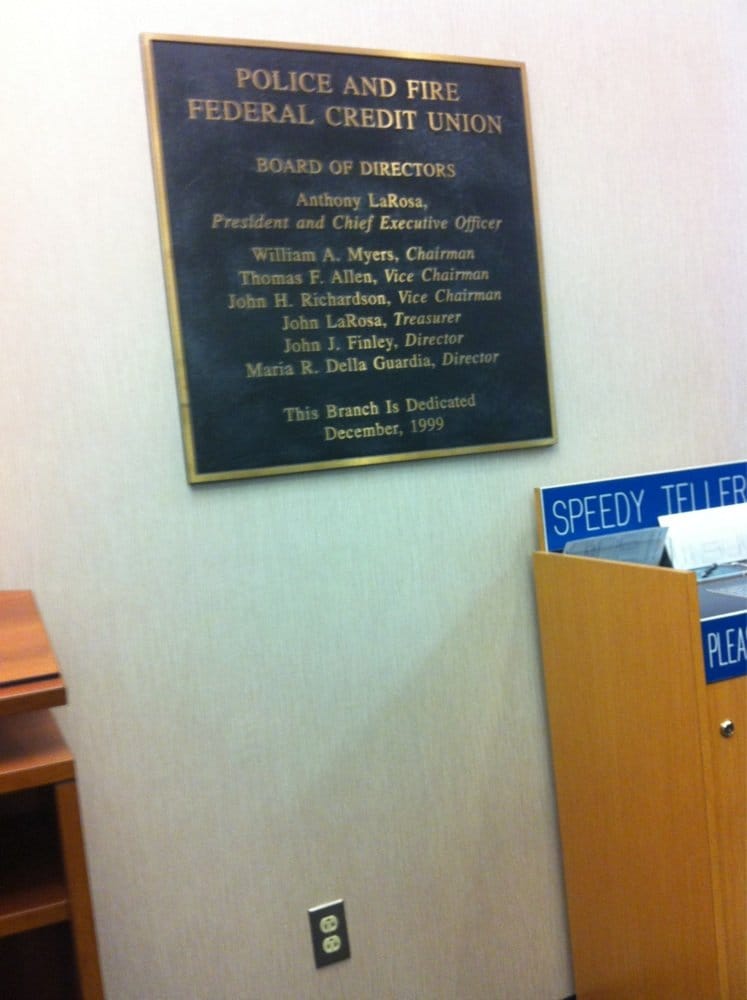 POLICE AND FIRE
FEDERAL CREDIT UNION
BOARD OF DIRECTORS
Anthony LaRosa,
President and Chief Executive Officer
William A. Myers, Chairman
Thomas F. Allen, Vice Chairman
John H. Richardson, Vice Chairman
John LaRosa, Treasurer
John J. Finley, Director
Maria R. Della Guardia, Director
This Branch Is Dedicated
December, 1999
SPEEDY TELLER
PLEA